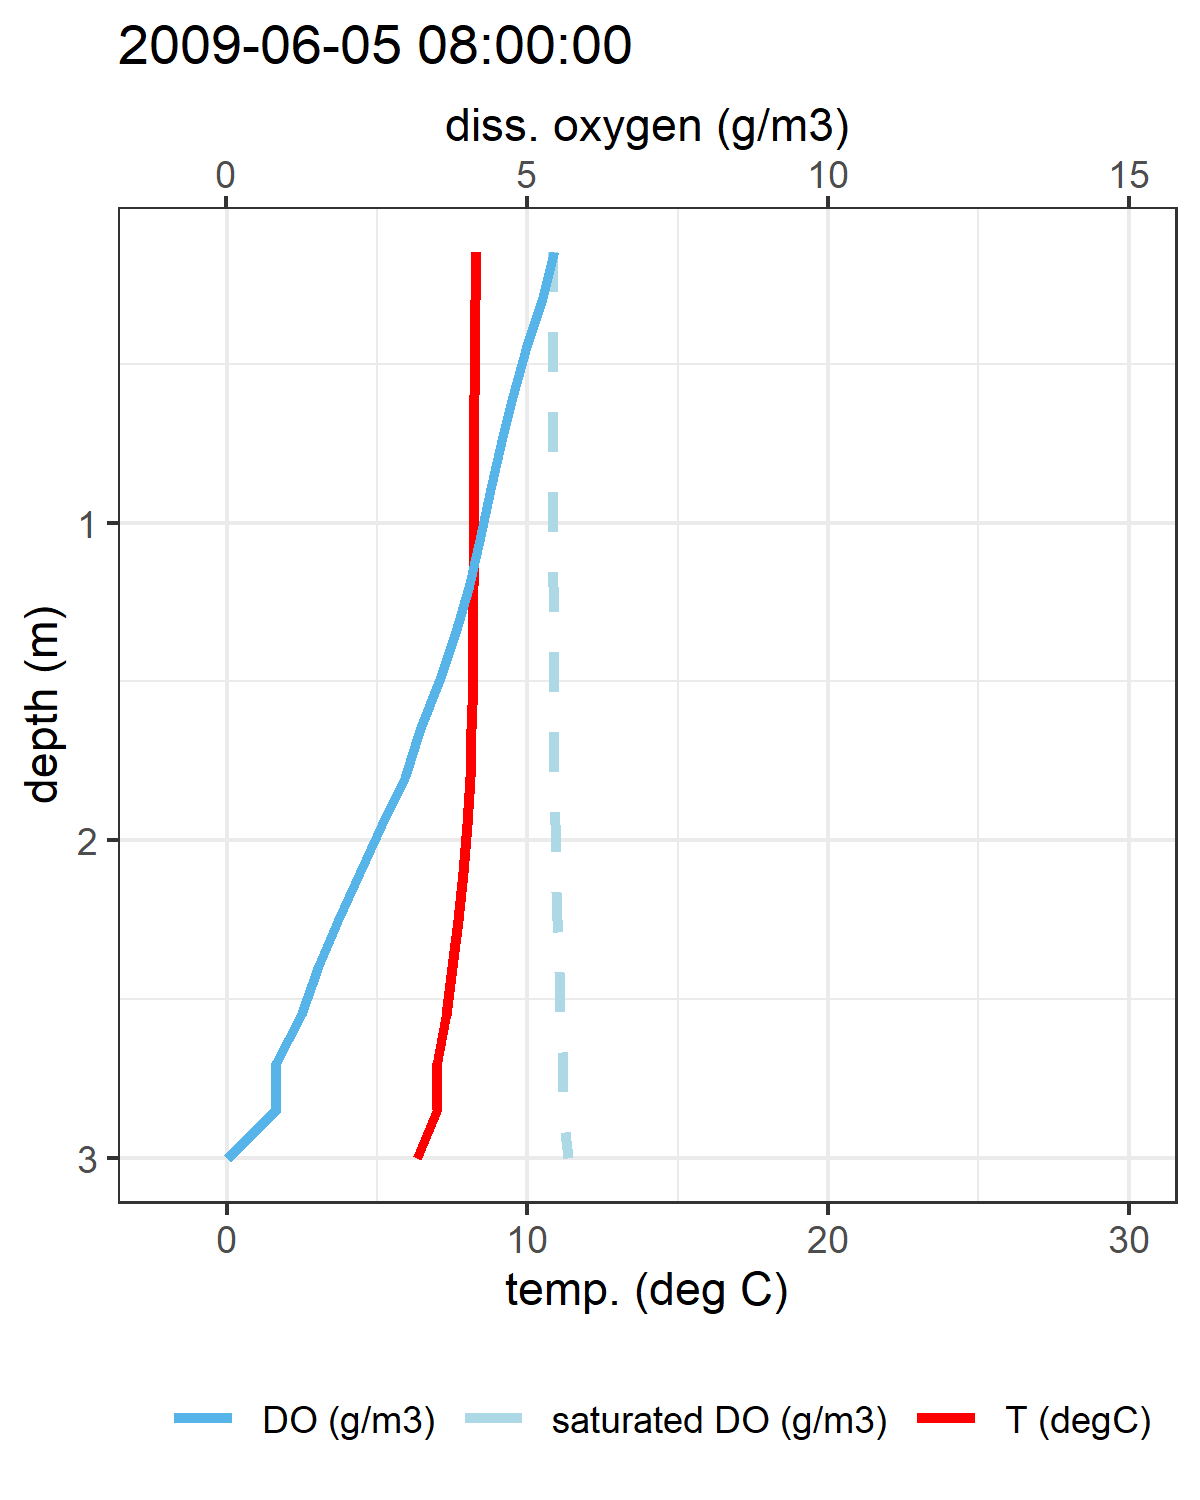 2009-06-05 08:00:00
diss. oxygen (g/m3)
0 5 10 15
depth (m)
1
2
3
0 10 20 30
temp. (deg C)
DO (g/m3) saturated DO (g/m3) T (degC)